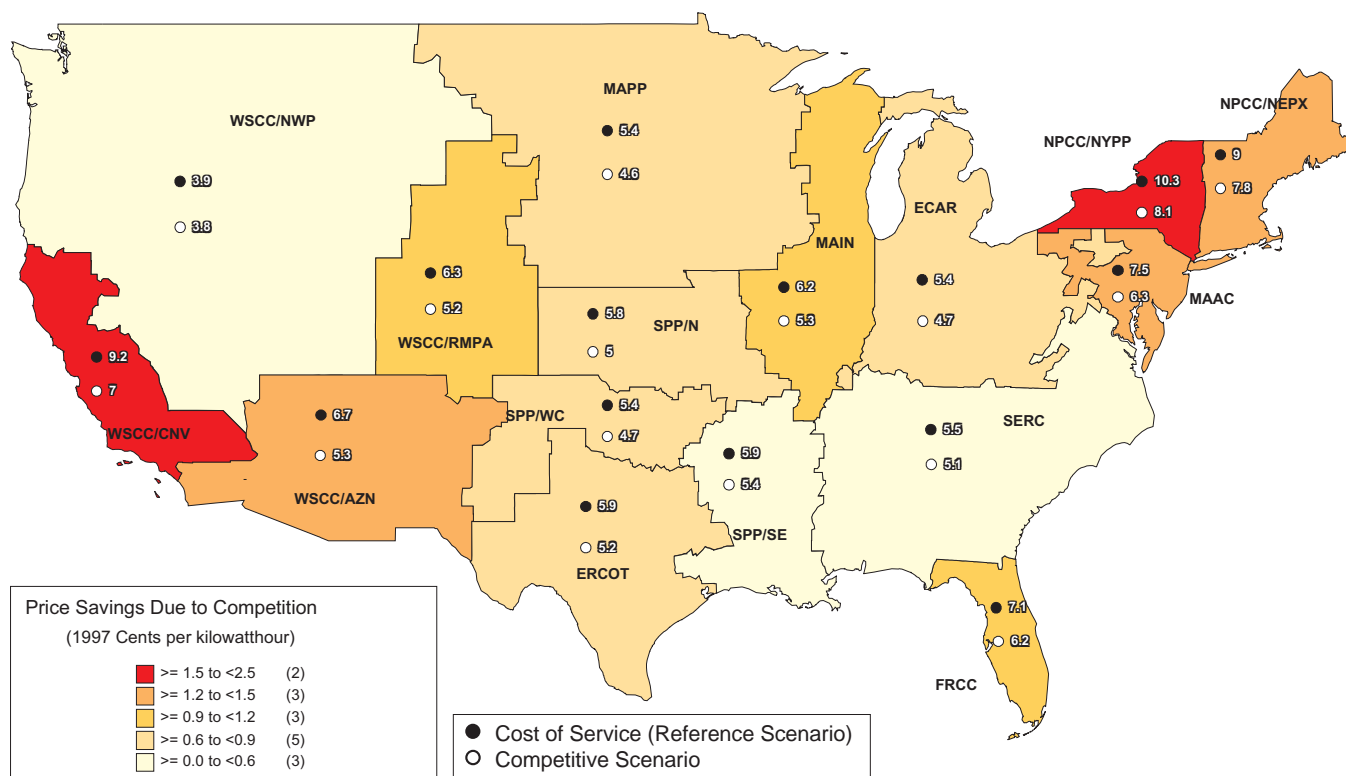 WSCC/NWP
3.9
3.8
MAPP
5.4
4.6
NPCC/NEPX
9
7.8
NPCC/NYPP
10.3
8.1
ECAR
5.4
4.7
MAIN
6.2
5.3
7.5
6.3
MAAC
6.3
5.2
WSCC/RMPA
5.8
SPP/N
5
9.2
7
WSCC/CNV
6.7
5.3
WSCC/AZN
SPP/WC
5.4
4.7
5.9
5.4
SPP/SE
SERC
5.5
5.1
5.9
5.2
ERCOT
7.1
6.2
FRCC
Price Savings Due to Competition
(1997 Cents per kilowatthour)
>= 1.5 to <2.5 (2)
>= 1.2 to <1.5 (3)
>= 0.9 to <1.2 (3)
>= 0.6 to <0.9 (5)
>= 0.0 to <0.6 (3)
Cost of Service (Reference Scenario)
Competitive Scenario